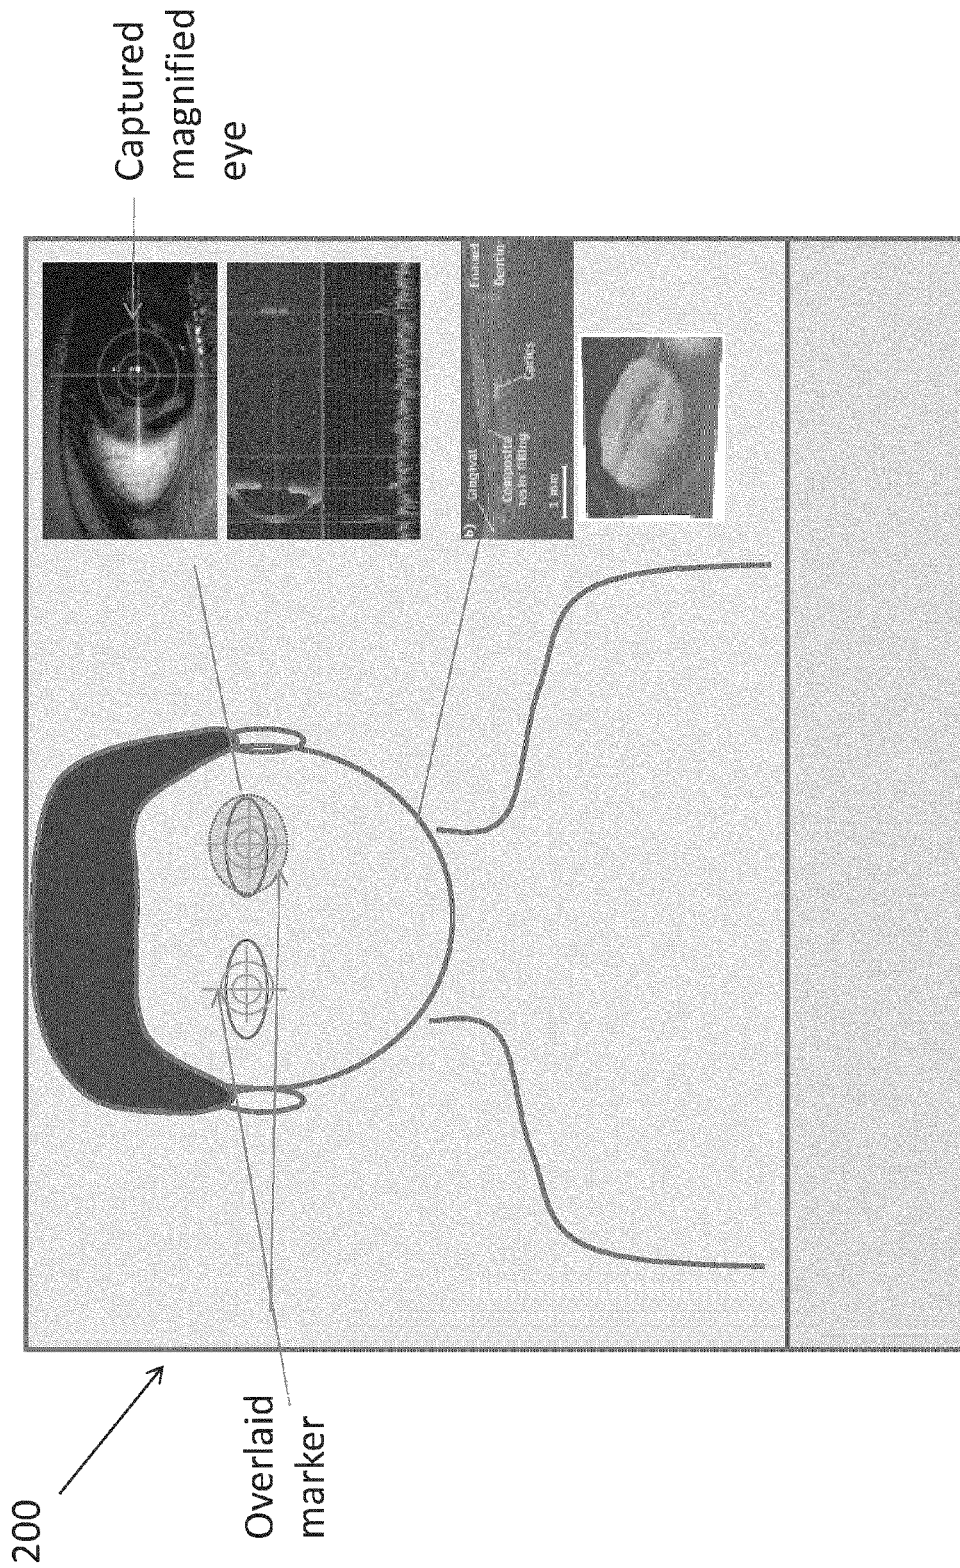 200
Overlaid
marker
Captured
magnified
eye
b)
Gingival
Composite
resin filling
Caries
Enamel
Dentin
1 mm